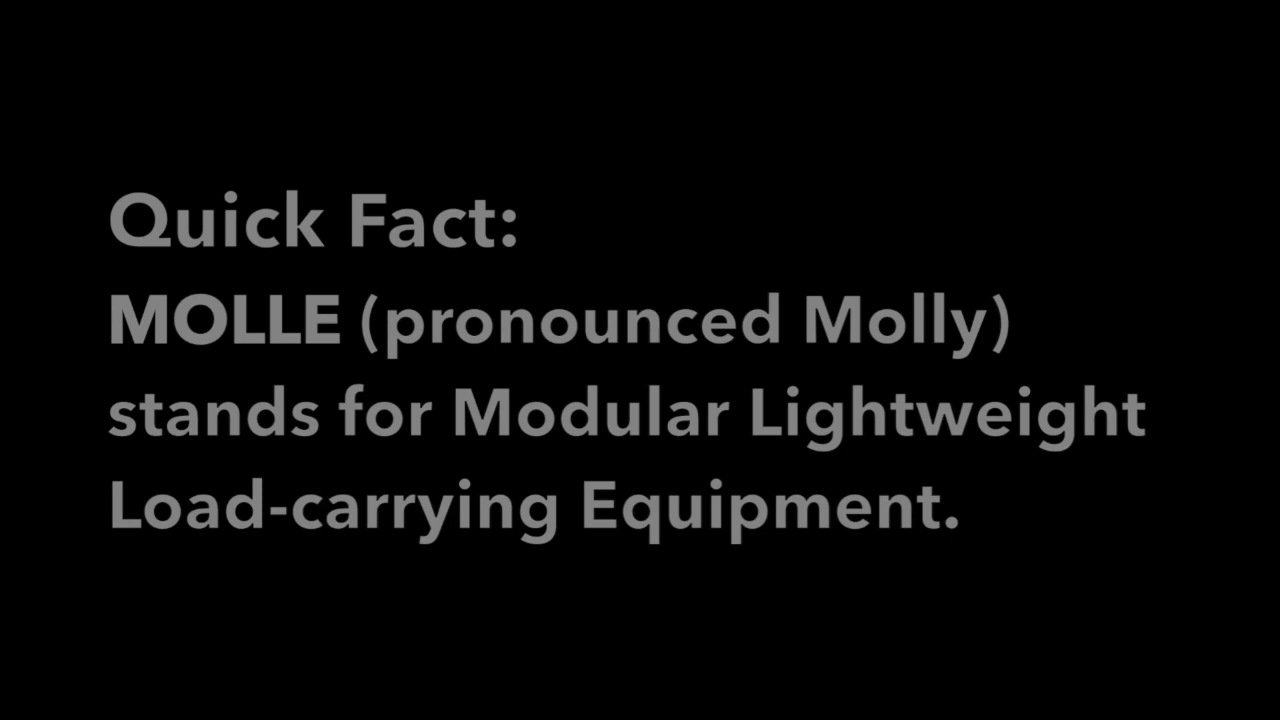 Quick Fact:
MOLLE (pronounced Molly)
stands for Modular Lightweight
Load-carrying Equipment.